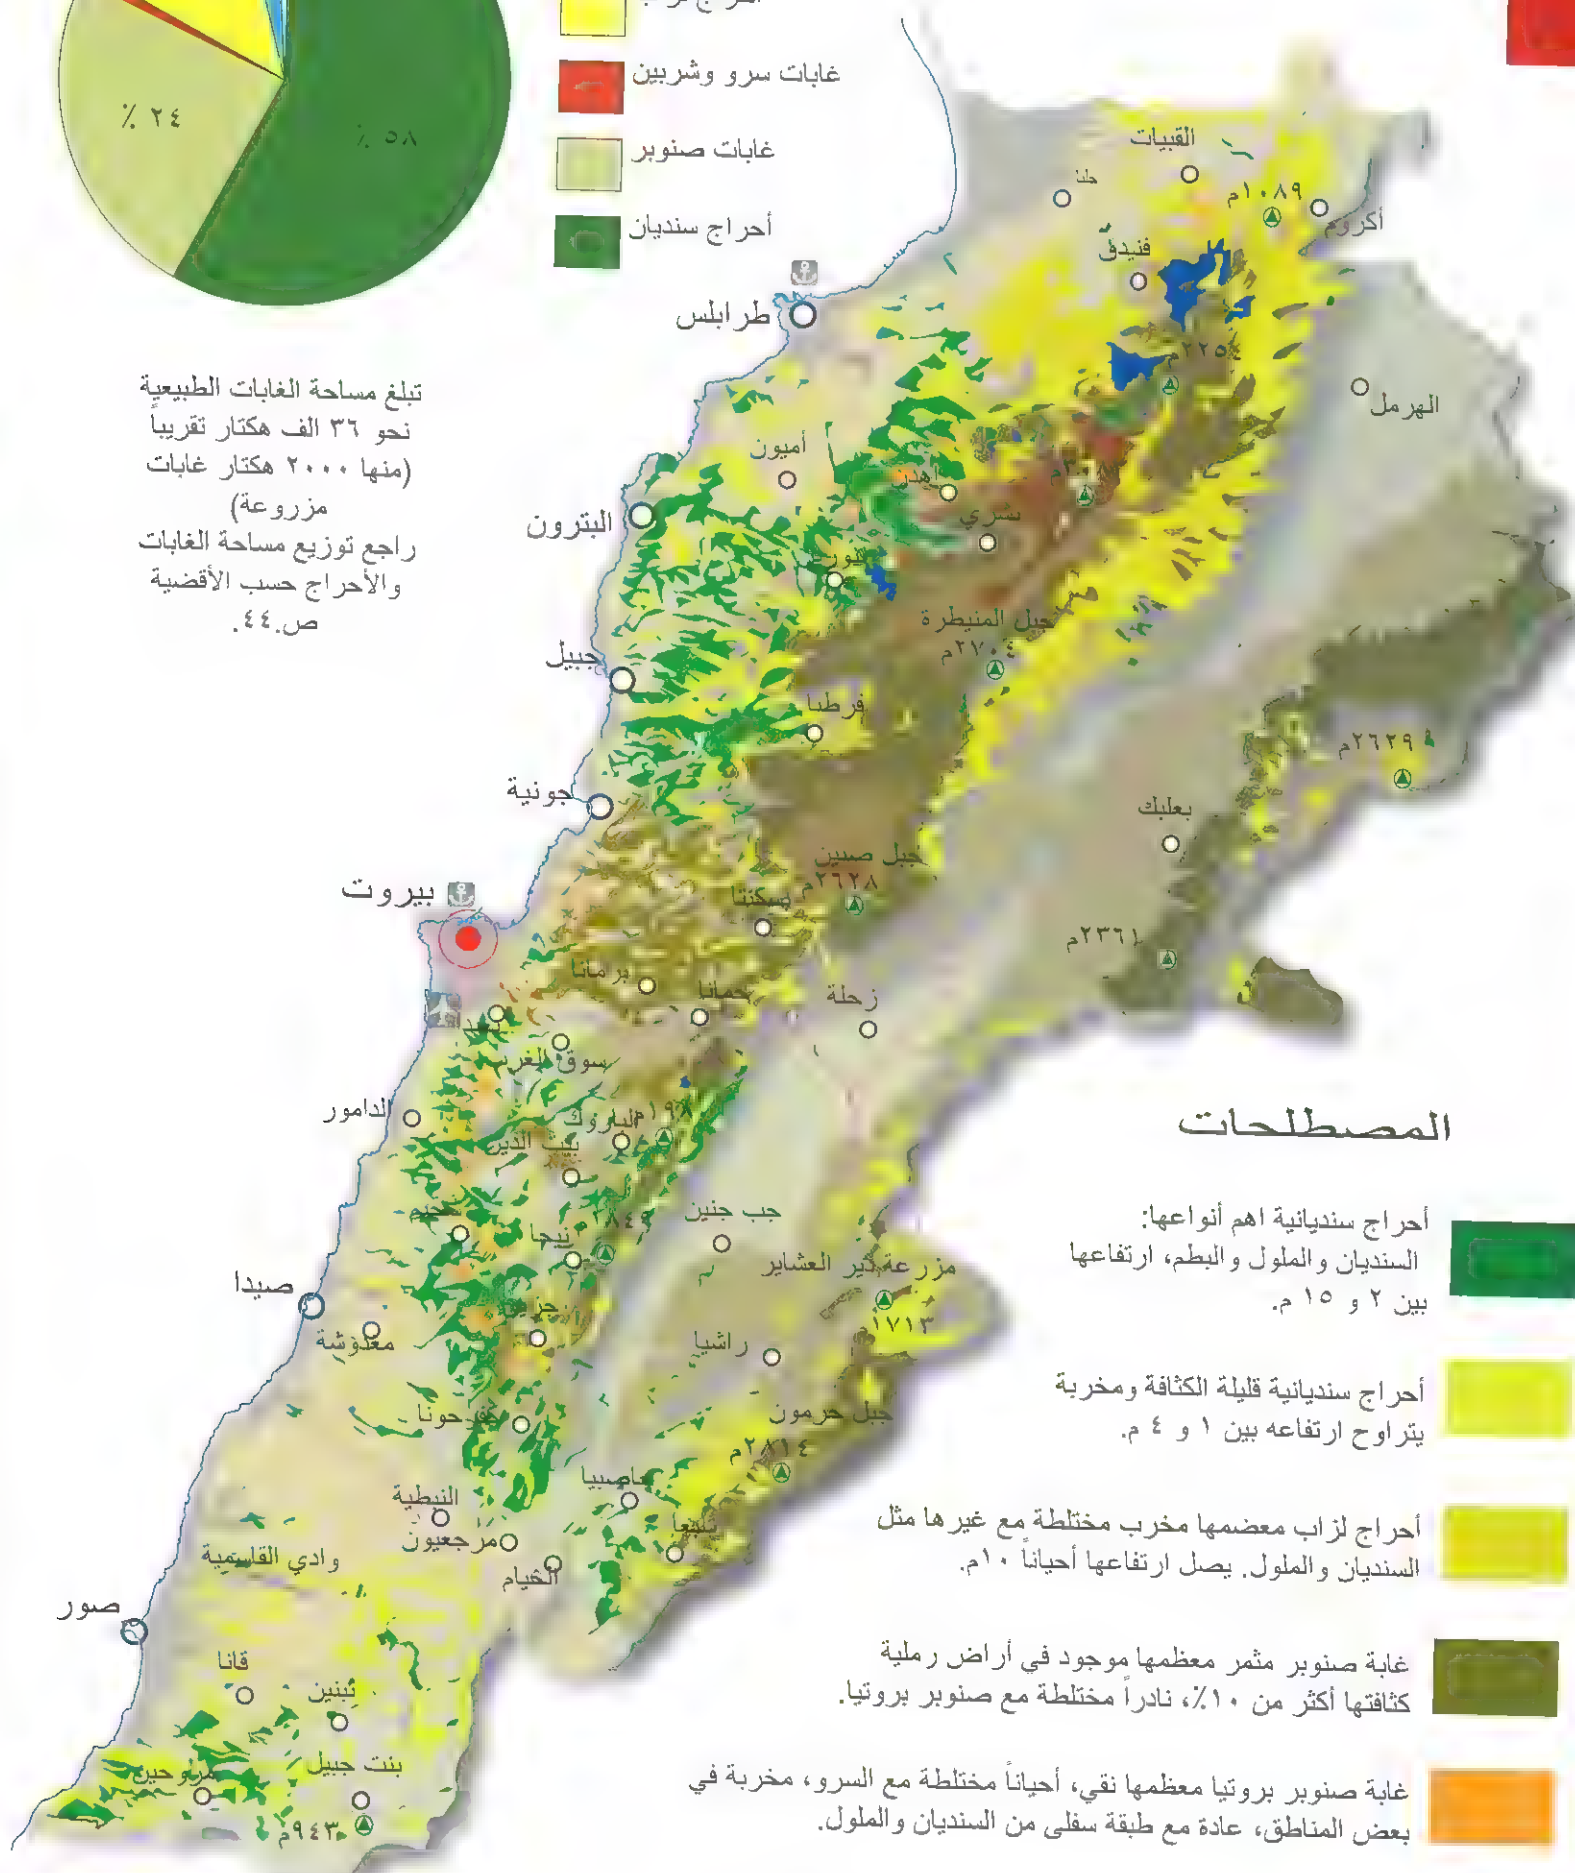 ٢٤ ٪
٥٨ ٪
غابات سرو وشربين
غابات صنوبر
أحراج سنديان
تبلغ مساحة الغابات الطبيعية
نحو ٣٦ الف هكتار تقريباً
(منها ٢٠٠٠ هكتار غابات
مزروعة)
راجع توزيع مساحة الغابات
والأحراج حسب الأقضية
ص.٤٤.
القبيات
حلبا
١٠٨٩م
أكروم
فنيدق
طرابلس
٢٢٥٤م
الهرمل
أميون
اهدن
بشري
البترون
جبل المنيطرة
٢٧٠٤م
جبيل
قرطبا
٢٦٢٩م
جونية
بعلبك
جبل صنين
٢٦٢٨م
بسكنتا
بيروت
٢٣٦١م
برمانا
حمانا
زحلة
سوق الغرب
الدامور
الباروك
بيت الدين
جب جنين
نيحا
مزرعة دير العشاير
١٧١٣م
صيدا
جزين
مغدوشة
راشيا
كفرحونا
جبل حرمون
٢٨١٤م
حاصبيا
النبطية
مرجعيون
الخيام
وادي القاسمية
صور
قانا
تبنين
بنت جبيل
مروحين
٩٤٣م
المصطلحات
أحراج سنديانية اهم أنواعها:
السنديان والملول والبطم، ارتفاعها
بين ٢ و ١٥ م.
أحراج سنديانية قليلة الكثافة ومخربة
يتراوح ارتفاعه بين ١ و ٤ م.
أحراج لزاب معضمها مخرب مختلطة مع غيرها مثل
السنديان والملول. يصل ارتفاعها أحياناً ١٠م.
غابة صنوبر مثمر معظمها موجود في أراض رملية
كثافتها أكثر من ١٠٪، نادراً مختلطة مع صنوبر بروتيا.
غابة صنوبر بروتيا معظمها نقي، أحياناً مختلطة مع السرو، مخربة في
بعض المناطق، عادة مع طبقة سفلى من السنديان والملول.